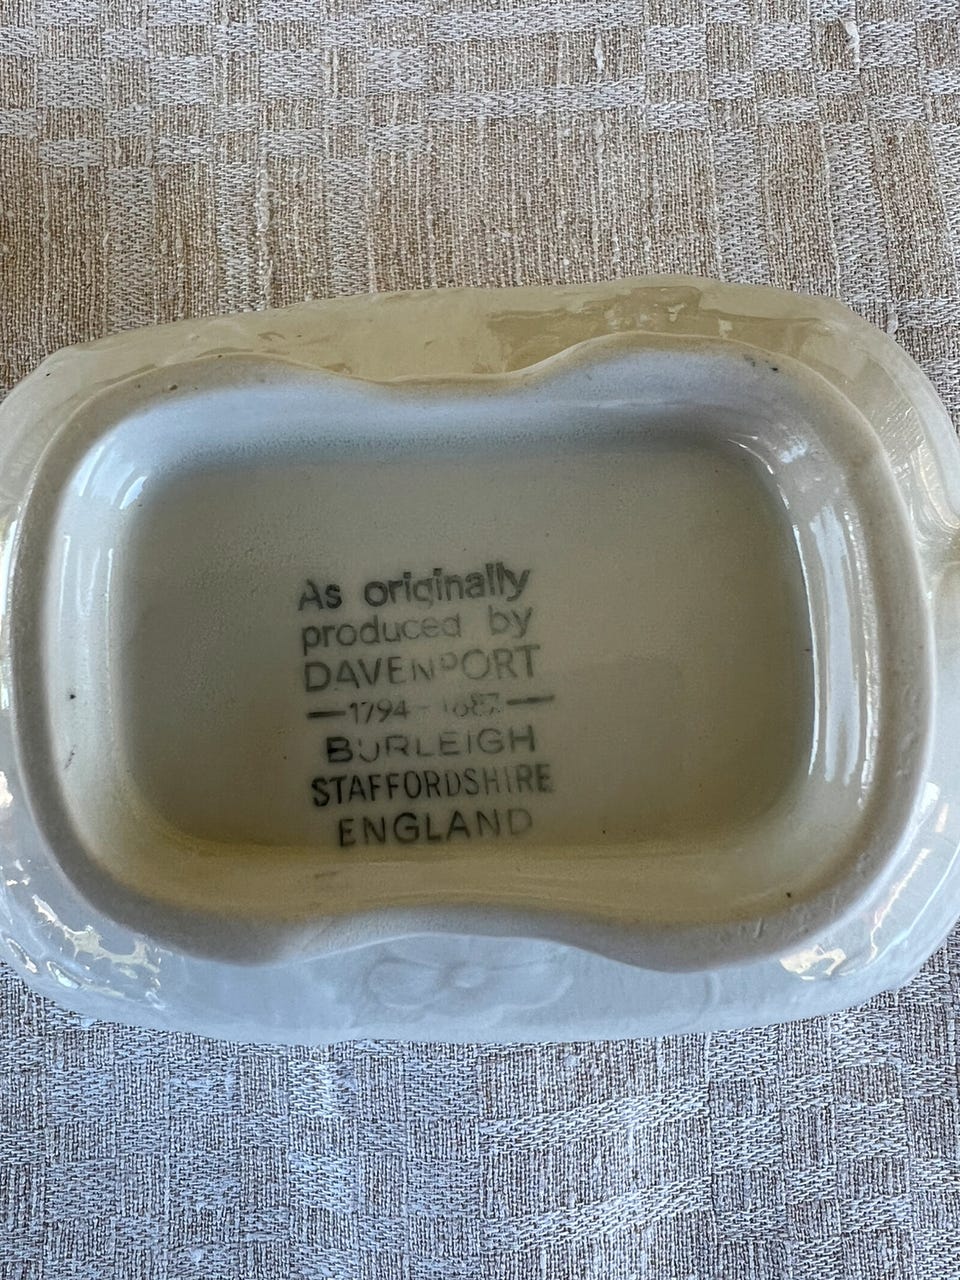 As originally
produced by
DAVENPORT
—1794-1887—
BURLEIGH
STAFFORDSHIRE
ENGLAND